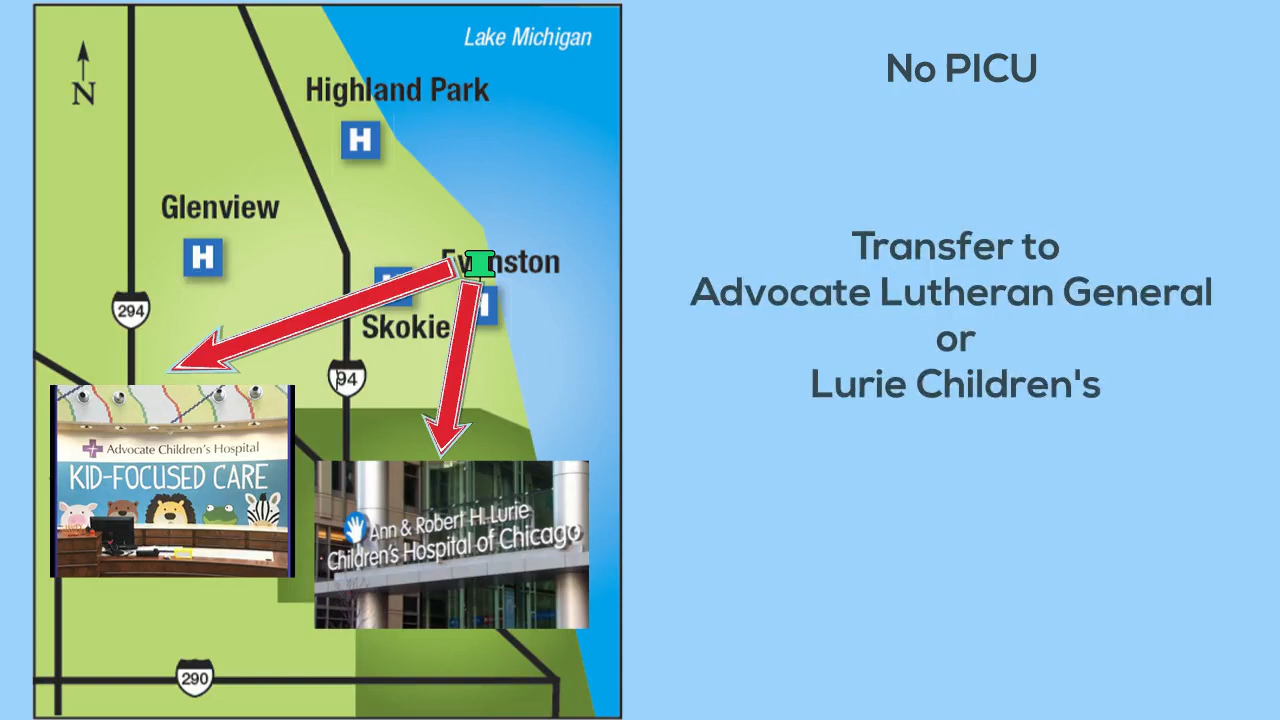 Lake Michigan
N
Highland Park
H
Glenview
H
Evanston
H
H
Skokie
294
94
Advocate Children's Hospital
KID-FOCUSED CARE
Ann & Robert H. Lurie
Children's Hospital of Chicago
290
No PICU
Transfer to
Advocate Lutheran General
or
Lurie Children's